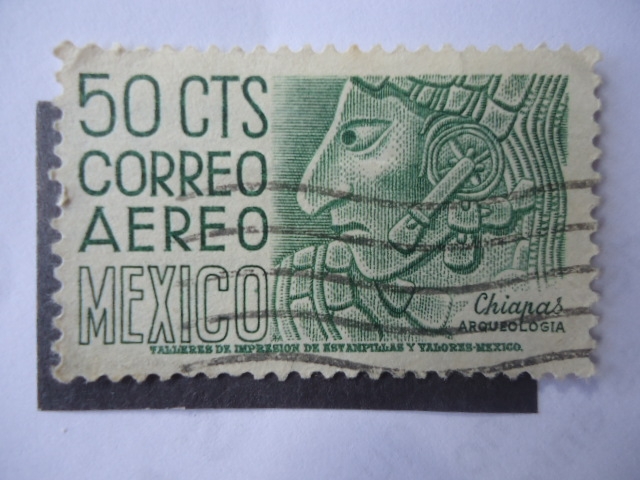 50 CTS
CORREO
AEREO
MEXICO
Chiapas
ARQUEOLOGIA
TALLERES DE IMPRESION DE ESTAMPILLAS Y VALORES-MEXICO.